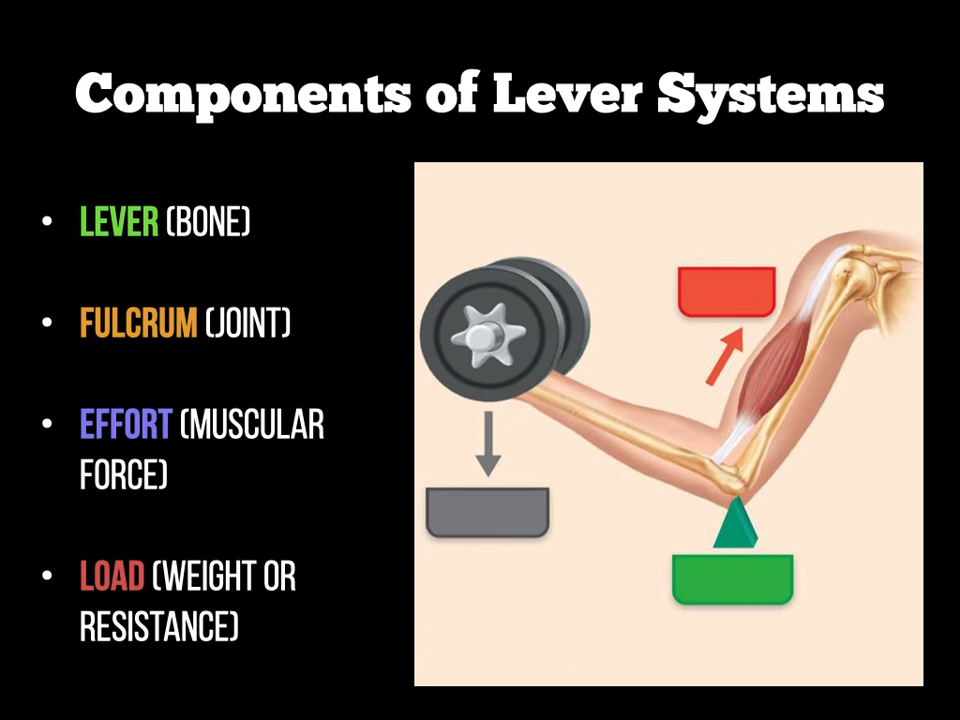 Components of Lever Systems
• LEVER (BONE)
• FULCRUM (JOINT)
• EFFORT (MUSCULAR
FORCE)
• LOAD (WEIGHT OR
RESISTANCE)